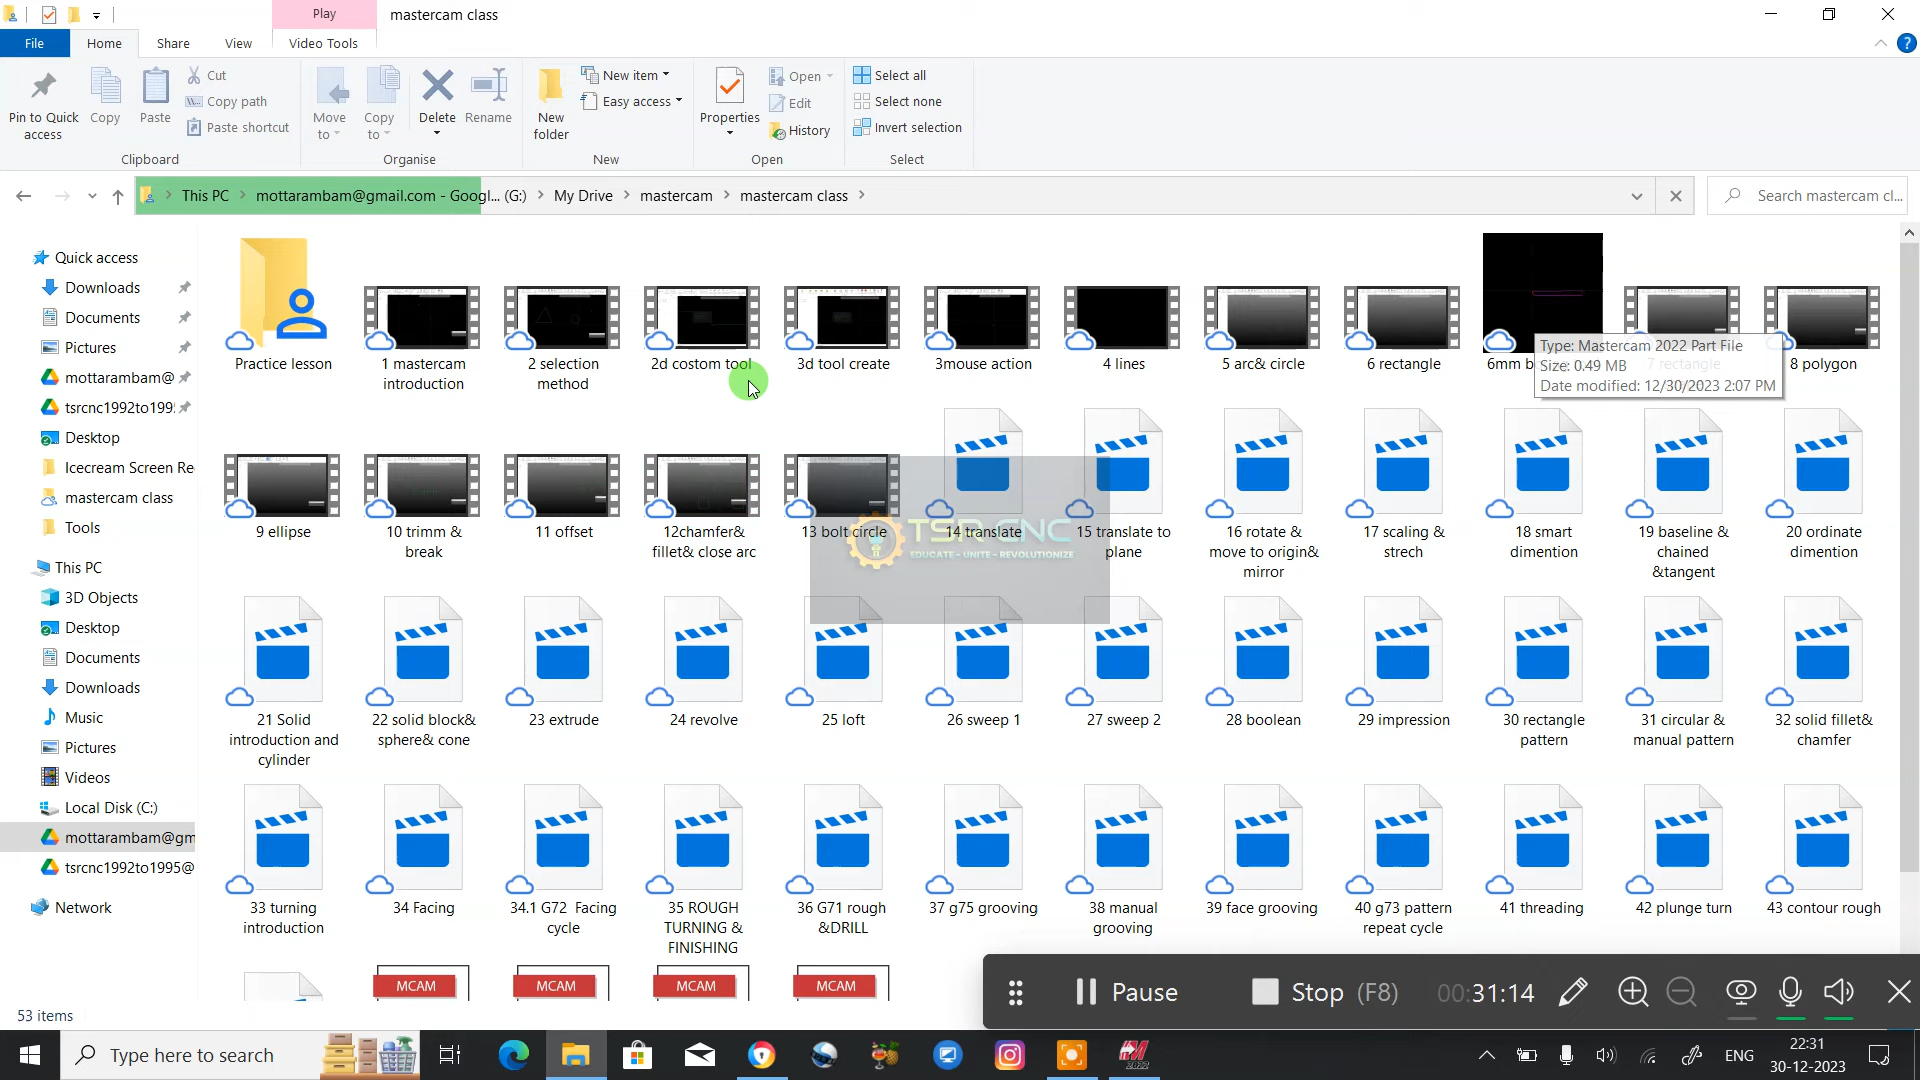 Play
mastercam class
File
Home
Share
View
Video Tools
Pin to Quick access
Copy
Paste
Cut
Copy path
Paste shortcut
Move to
Copy to
Delete
Rename
New folder
New item
Easy access
Properties
Open
Edit
History
Select all
Select none
Invert selection
Clipboard
Organise
New
Open
Select
This PC
mottarambam@gmail.com - Googl... (G:)
My Drive
mastercam
mastercam class
Search mastercam cl...
Quick access
Downloads
Documents
Pictures
mottarambam@
tsrcnc1992to199
Desktop
Icecream Screen Re
mastercam class
Tools
This PC
3D Objects
Desktop
Documents
Downloads
Music
Pictures
Videos
Local Disk (C:)
mottarambam@gm
tsrcnc1992to1995@
Network
Practice lesson
1 mastercam introduction
2 selection method
2d costom tool
3d tool create
3mouse action
4 lines
5 arc& circle
6 rectangle
6mm b
7 rectangle
8 polygon
Type: Mastercam 2022 Part File
Size: 0.49 MB
Date modified: 12/30/2023 2:07 PM
9 ellipse
10 trimm & break
11 offset
12chamfer& fillet& close arc
13 bolt circle
14 translate
15 translate to plane
16 rotate & move to origin& mirror
17 scaling & strech
18 smart dimention
19 baseline & chained &tangent
20 ordinate dimention
TSR CNC
EDUCATE - UNITE - REVOLUTIONIZE
21 Solid introduction and cylinder
22 solid block& sphere& cone
23 extrude
24 revolve
25 loft
26 sweep 1
27 sweep 2
28 boolean
29 impression
30 rectangle pattern
31 circular & manual pattern
32 solid fillet& chamfer
33 turning introduction
34 Facing
34.1 G72 Facing cycle
35 ROUGH TURNING & FINISHING
36 G71 rough &DRILL
37 g75 grooving
38 manual grooving
39 face grooving
40 g73 pattern repeat cycle
41 threading
42 plunge turn
43 contour rough
MCAM
MCAM
MCAM
MCAM
Pause
Stop (F8)
00:31:14
53 items
Type here to search
2022
ENG
22:31
30-12-2023